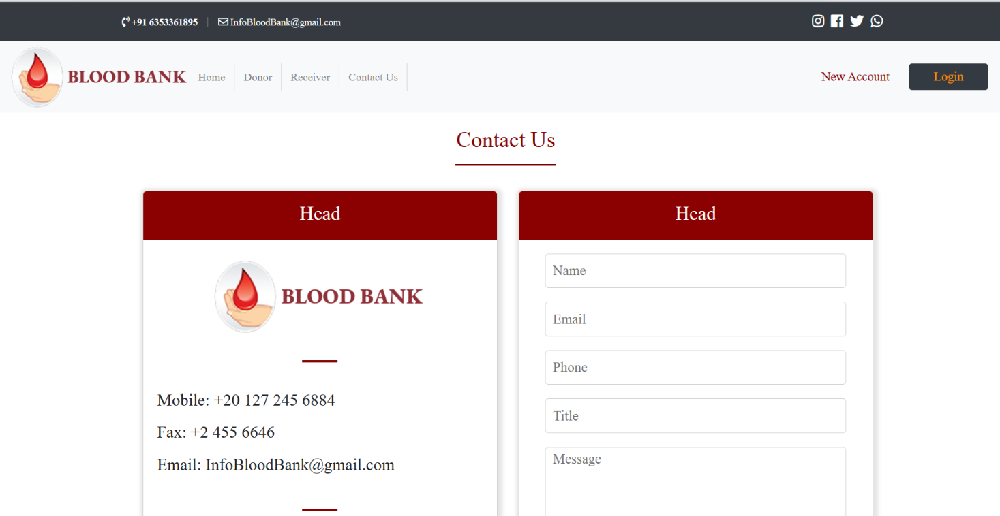 +91 6353361895 InfoBloodBank@gmail.com
BLOOD BANK Home Donor Receiver Contact Us New Account Login
Contact Us
Head
BLOOD BANK
Mobile: +20 127 245 6884
Fax: +2 455 6646
Email: InfoBloodBank@gmail.com
Head
Name
Email
Phone
Title
Message